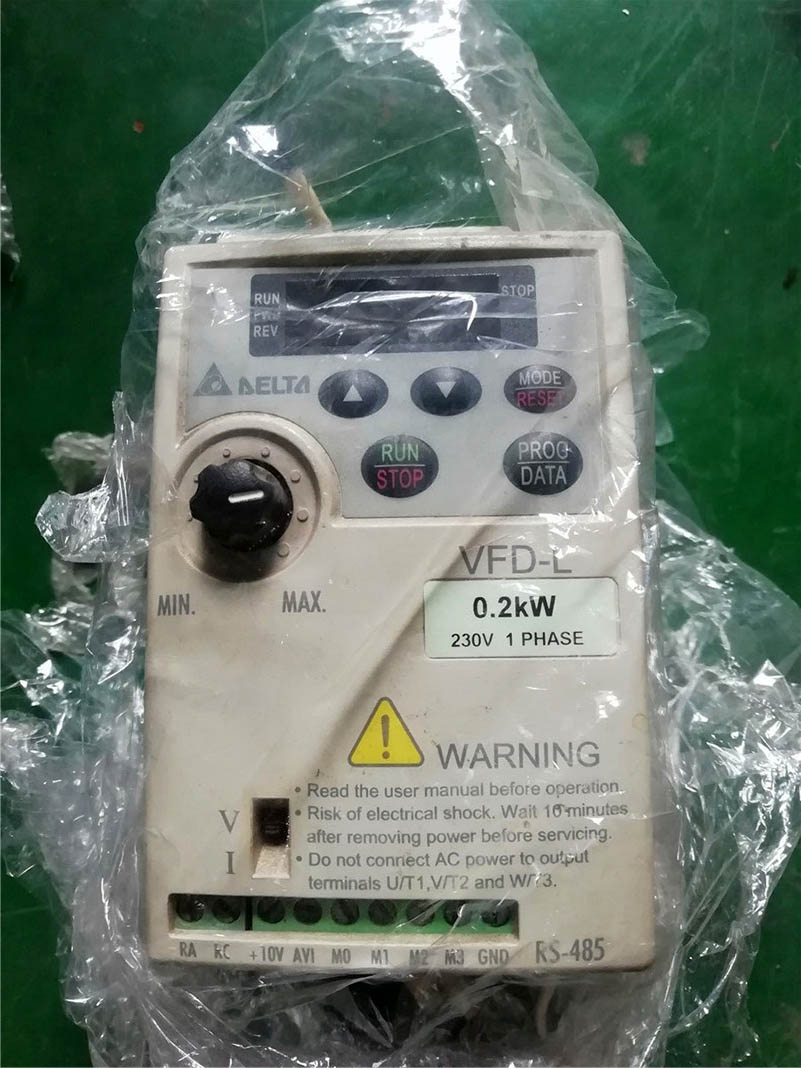 RUN
STOP
FWD
REV
DELTA
MODE
RESET
RUN
STOP
PROG
DATA
MIN.
MAX.
VFD-L
0.2kW
230V 1 PHASE
WARNING
• Read the user manual before operation.
• Risk of electrical shock. Wait 10 minutes
after removing power before servicing.
• Do not connect AC power to output
terminals U/T1,V/T2 and W/T3.
V
I
RA RC +10V AVI M0 M1 M2 M3 GND RS-485